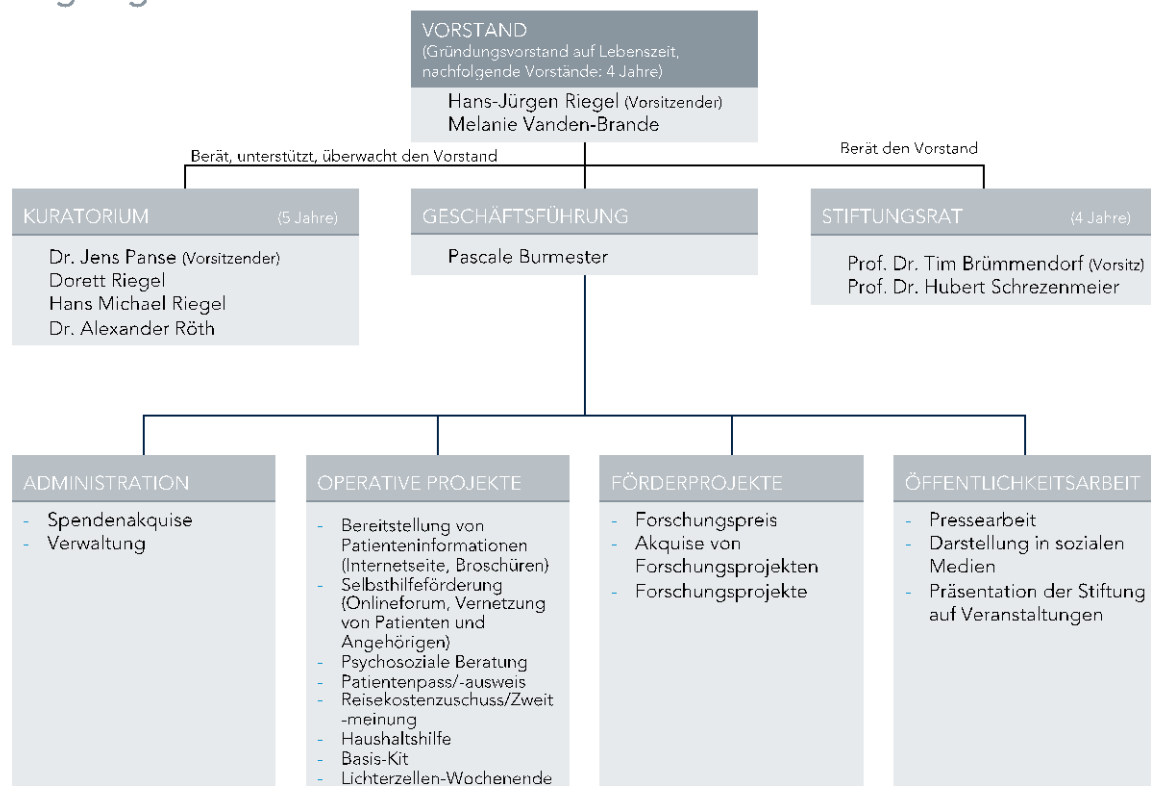 VORSTAND
(Gründungsvorstand auf Lebenszeit,
nachfolgende Vorstände: 4 Jahre)
Hans-Jürgen Riegel (Vorsitzender)
Melanie Vanden-Brande
Berät, unterstützt, überwacht den Vorstand
Berät den Vorstand
KURATORIUM (5 Jahre)
Dr. Jens Panse (Vorsitzender)
Dorett Riegel
Hans Michael Riegel
Dr. Alexander Röth
GESCHÄFTSFÜHRUNG
Pascale Burmester
STIFTUNGSRAT (4 Jahre)
Prof. Dr. Tim Brümmendorf (Vorsitz)
Prof. Dr. Hubert Schrezenmeier
ADMINISTRATION
- Spendenakquise
- Verwaltung
OPERATIVE PROJEKTE
- Bereitstellung von
Patienteninformationen
(Internetseite, Broschüren)
- Selbsthilfeförderung
(Onlineforum, Vernetzung
von Patienten und
Angehörigen)
- Psychosoziale Beratung
- Patientenpass/-ausweis
- Reisekostenzuschuss/Zweit
-meinung
- Haushaltshilfe
- Basis-Kit
- Lichterzellen-Wochenende
FÖRDERPROJEKTE
- Forschungspreis
- Akquise von
Forschungsprojekten
- Forschungsprojekte
ÖFFENTLICHKEITSARBEIT
- Pressearbeit
- Darstellung in sozialen
Medien
- Präsentation der Stiftung
auf Veranstaltungen